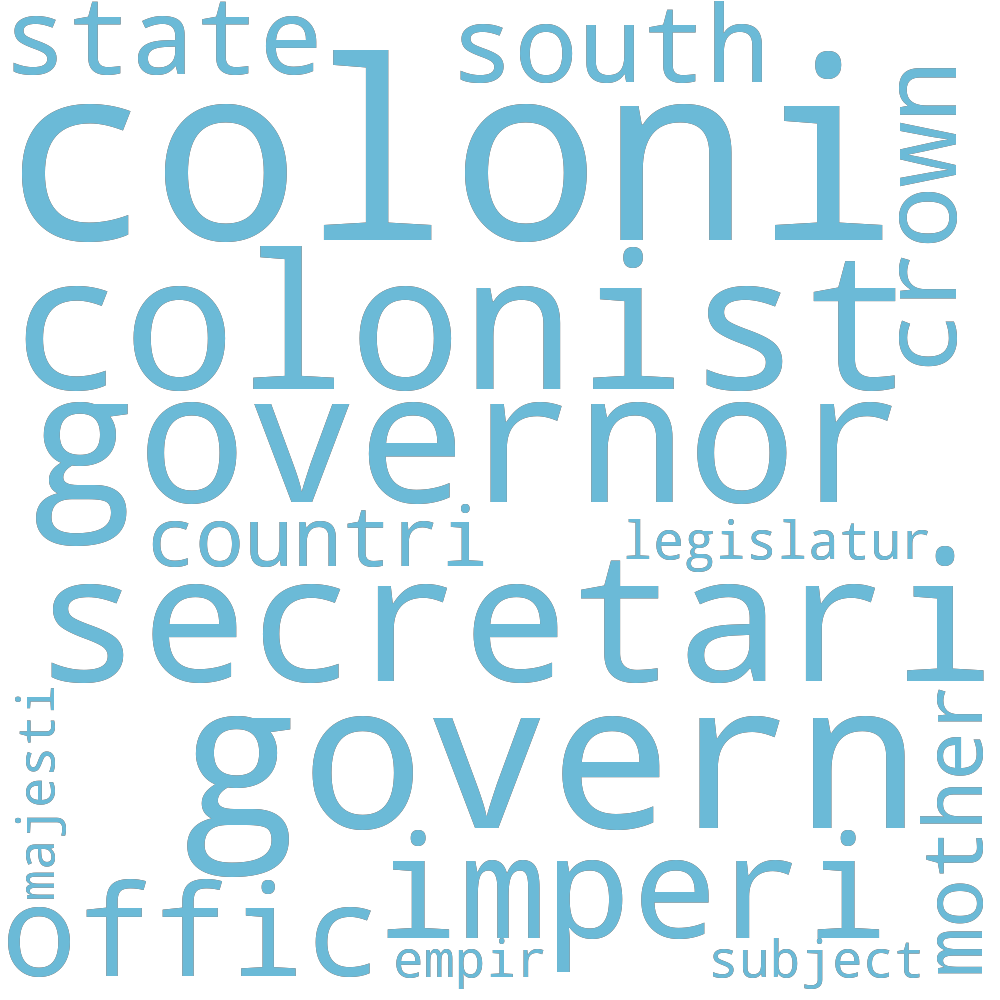 state
south
coloni
crown
colonist
governor
countri
legislatur
secretari
majesti
govern
mother
imperi
offic
empir
subject